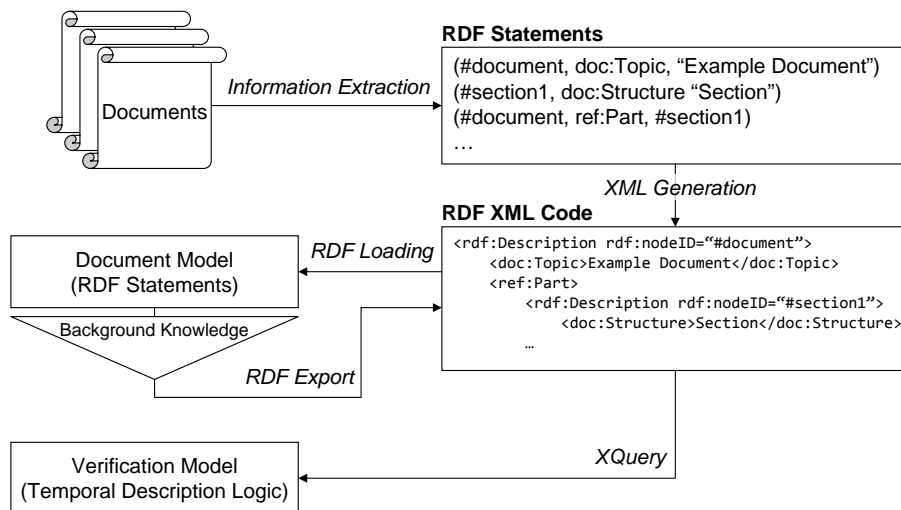 Documents
Information Extraction
RDF Statements
(#document, doc:Topic, “Example Document”)
(#section1, doc:Structure “Section”)
(#document, ref:Part, #section1)
…
XML Generation
RDF XML Code
<rdf:Description rdf:nodeID=“#document”>
<doc:Topic>Example Document</doc:Topic>
<ref:Part>
<rdf:Description rdf:nodeID=“#section1”>
<doc:Structure>Section</doc:Structure>
…
RDF Loading
Document Model
(RDF Statements)
Background Knowledge
RDF Export
XQuery
Verification Model
(Temporal Description Logic)